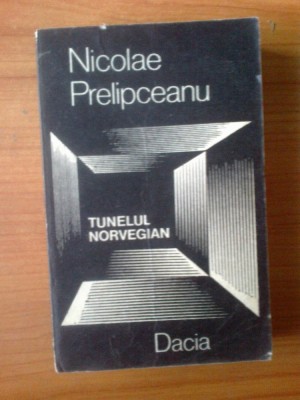 Nicolae
Prelipceanu
TUNELUL
NORVEGIAN
Dacia